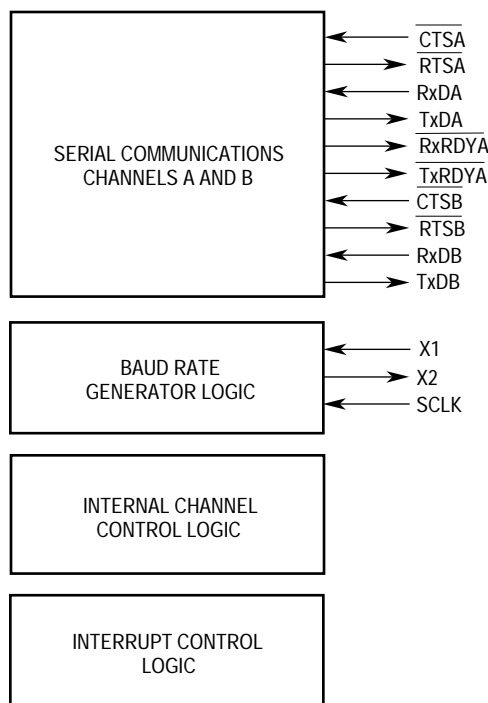 SERIAL COMMUNICATIONS
CHANNELS A AND B
CTSA
RTSA
RxDA
TxDA
RxRDYA
TxRDYA
CTSB
RTSB
RxDB
TxDB
BAUD RATE
GENERATOR LOGIC
X1
X2
SCLK
INTERNAL CHANNEL
CONTROL LOGIC
INTERRUPT CONTROL
LOGIC